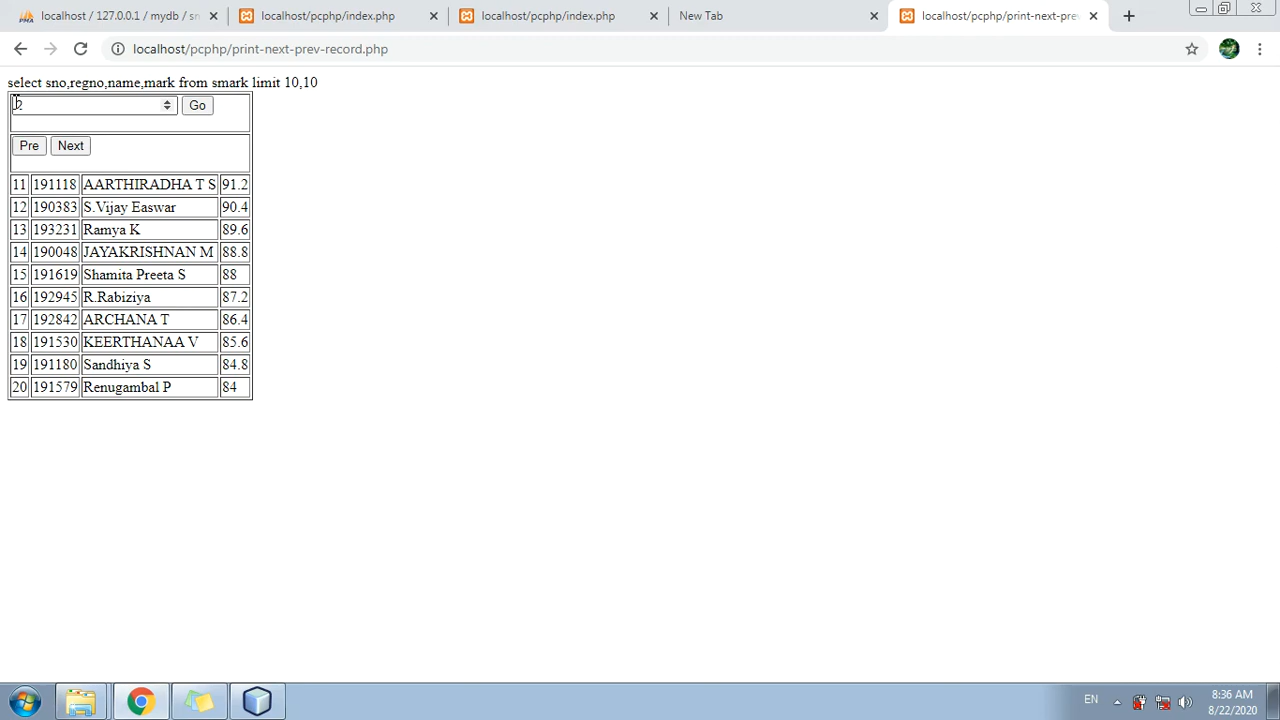 localhost / 127.0.0.1 / mydb / sn
localhost/pcphp/index.php
localhost/pcphp/index.php
New Tab
localhost/pcphp/print-next-prev
localhost/pcphp/print-next-prev-record.php
select sno,regno,name,mark from smark limit 10,10
2 Go
Pre Next
11 191118 AARTHIRADHA T S 91.2
12 190383 S.Vijay Easwar 90.4
13 193231 Ramya K 89.6
14 190048 JAYAKRISHNAN M 88.8
15 191619 Shamita Preeta S 88
16 192945 R.Rabiziya 87.2
17 192842 ARCHANA T 86.4
18 191530 KEERTHANAA V 85.6
19 191180 Sandhiya S 84.8
20 191579 Renugambal P 84
EN
8:36 AM
8/22/2020